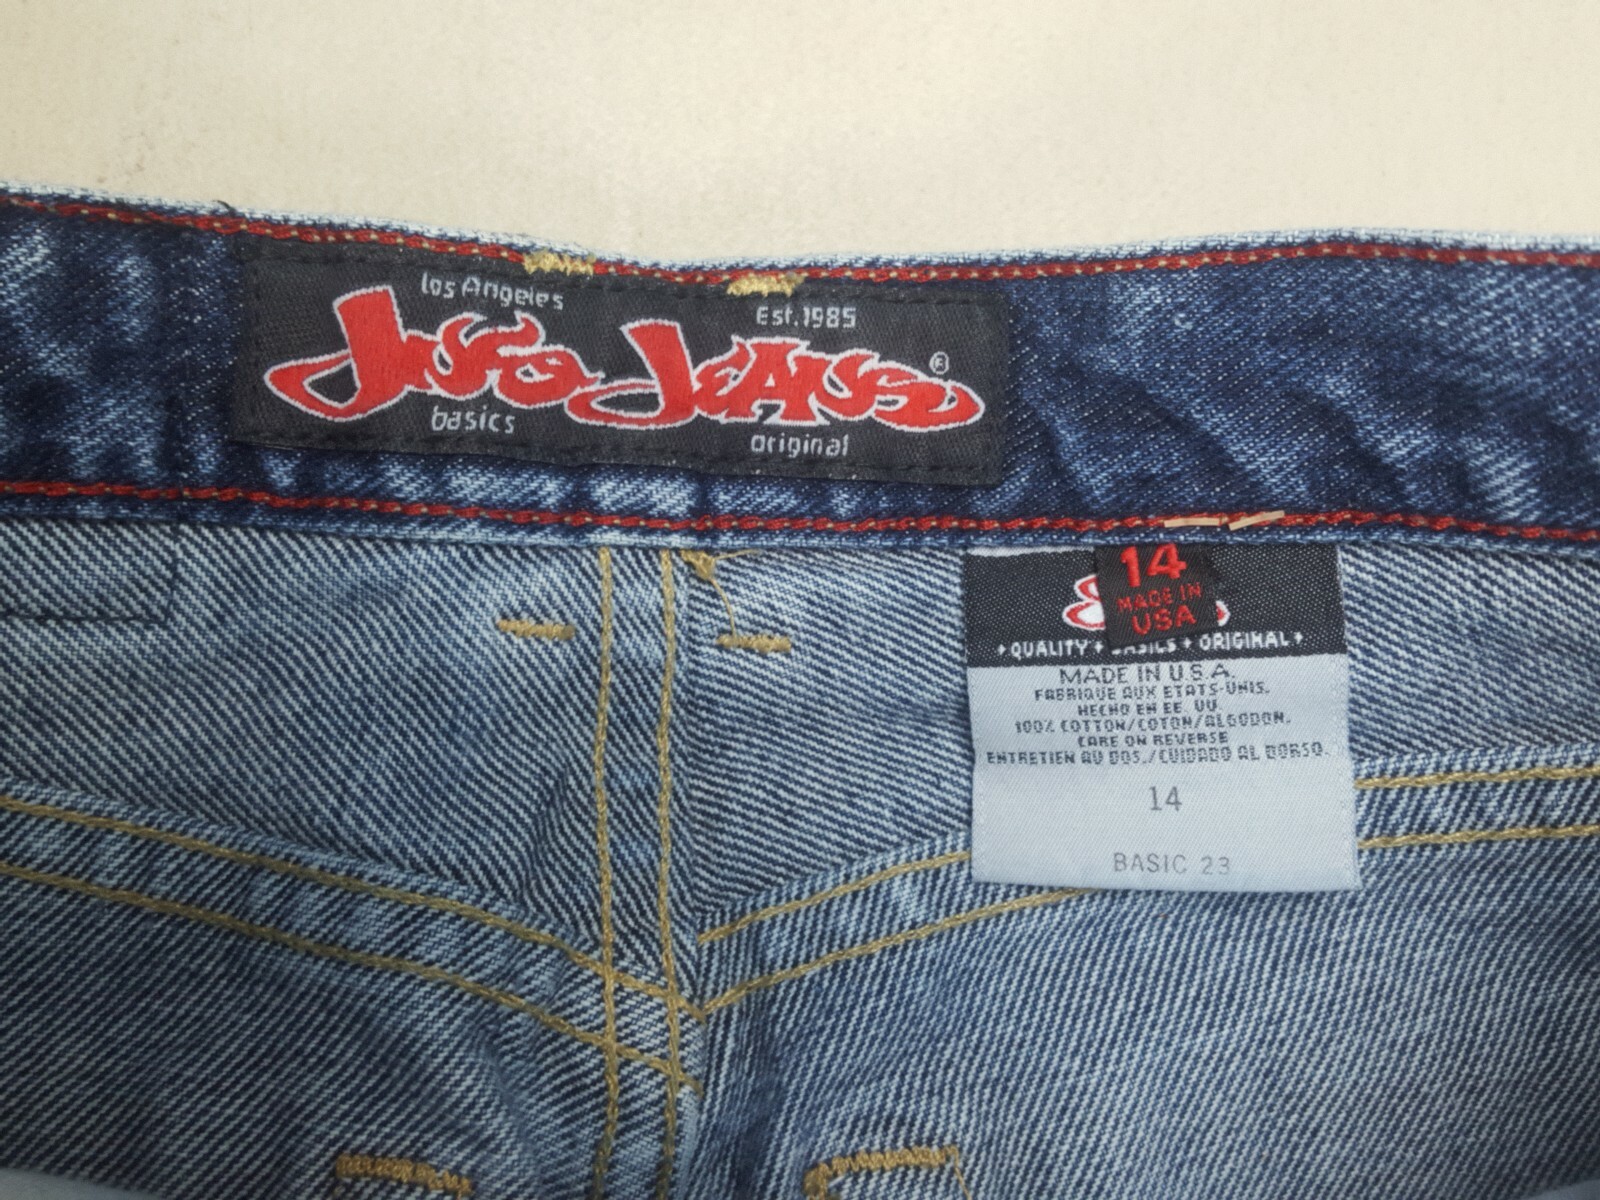 los Angeles
Est.1985
JNCO JEANS ®
basics
original
14
MADE IN
USA
QUALITY • BASICS • ORIGINAL
MADE IN U.S.A.
FABRIQUE AUX ETATS-UNIS.
HECHO EN EE. UU.
100% COTTON/COTON/ALGODON.
CARE ON REVERSE
ENTRETIEN AU DOS./CUIDADO AL DORSO.
14
BASIC 23